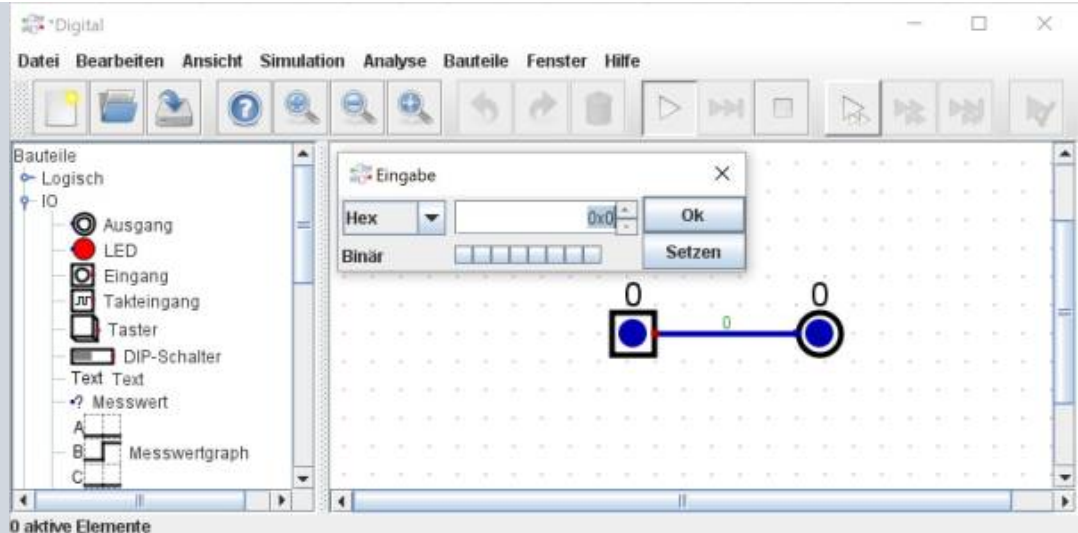 *Digital
Datei Bearbeiten Ansicht Simulation Analyse Bauteile Fenster Hilfe
Bauteile
Logisch
IO
Ausgang
LED
Eingang
Takteingang
Taster
DIP-Schalter
Text Text
Messwert
A
B Messwertgraph
C
Eingabe
Hex 0x0 Ok
Binär Setzen
0 0
0
0 aktive Elemente